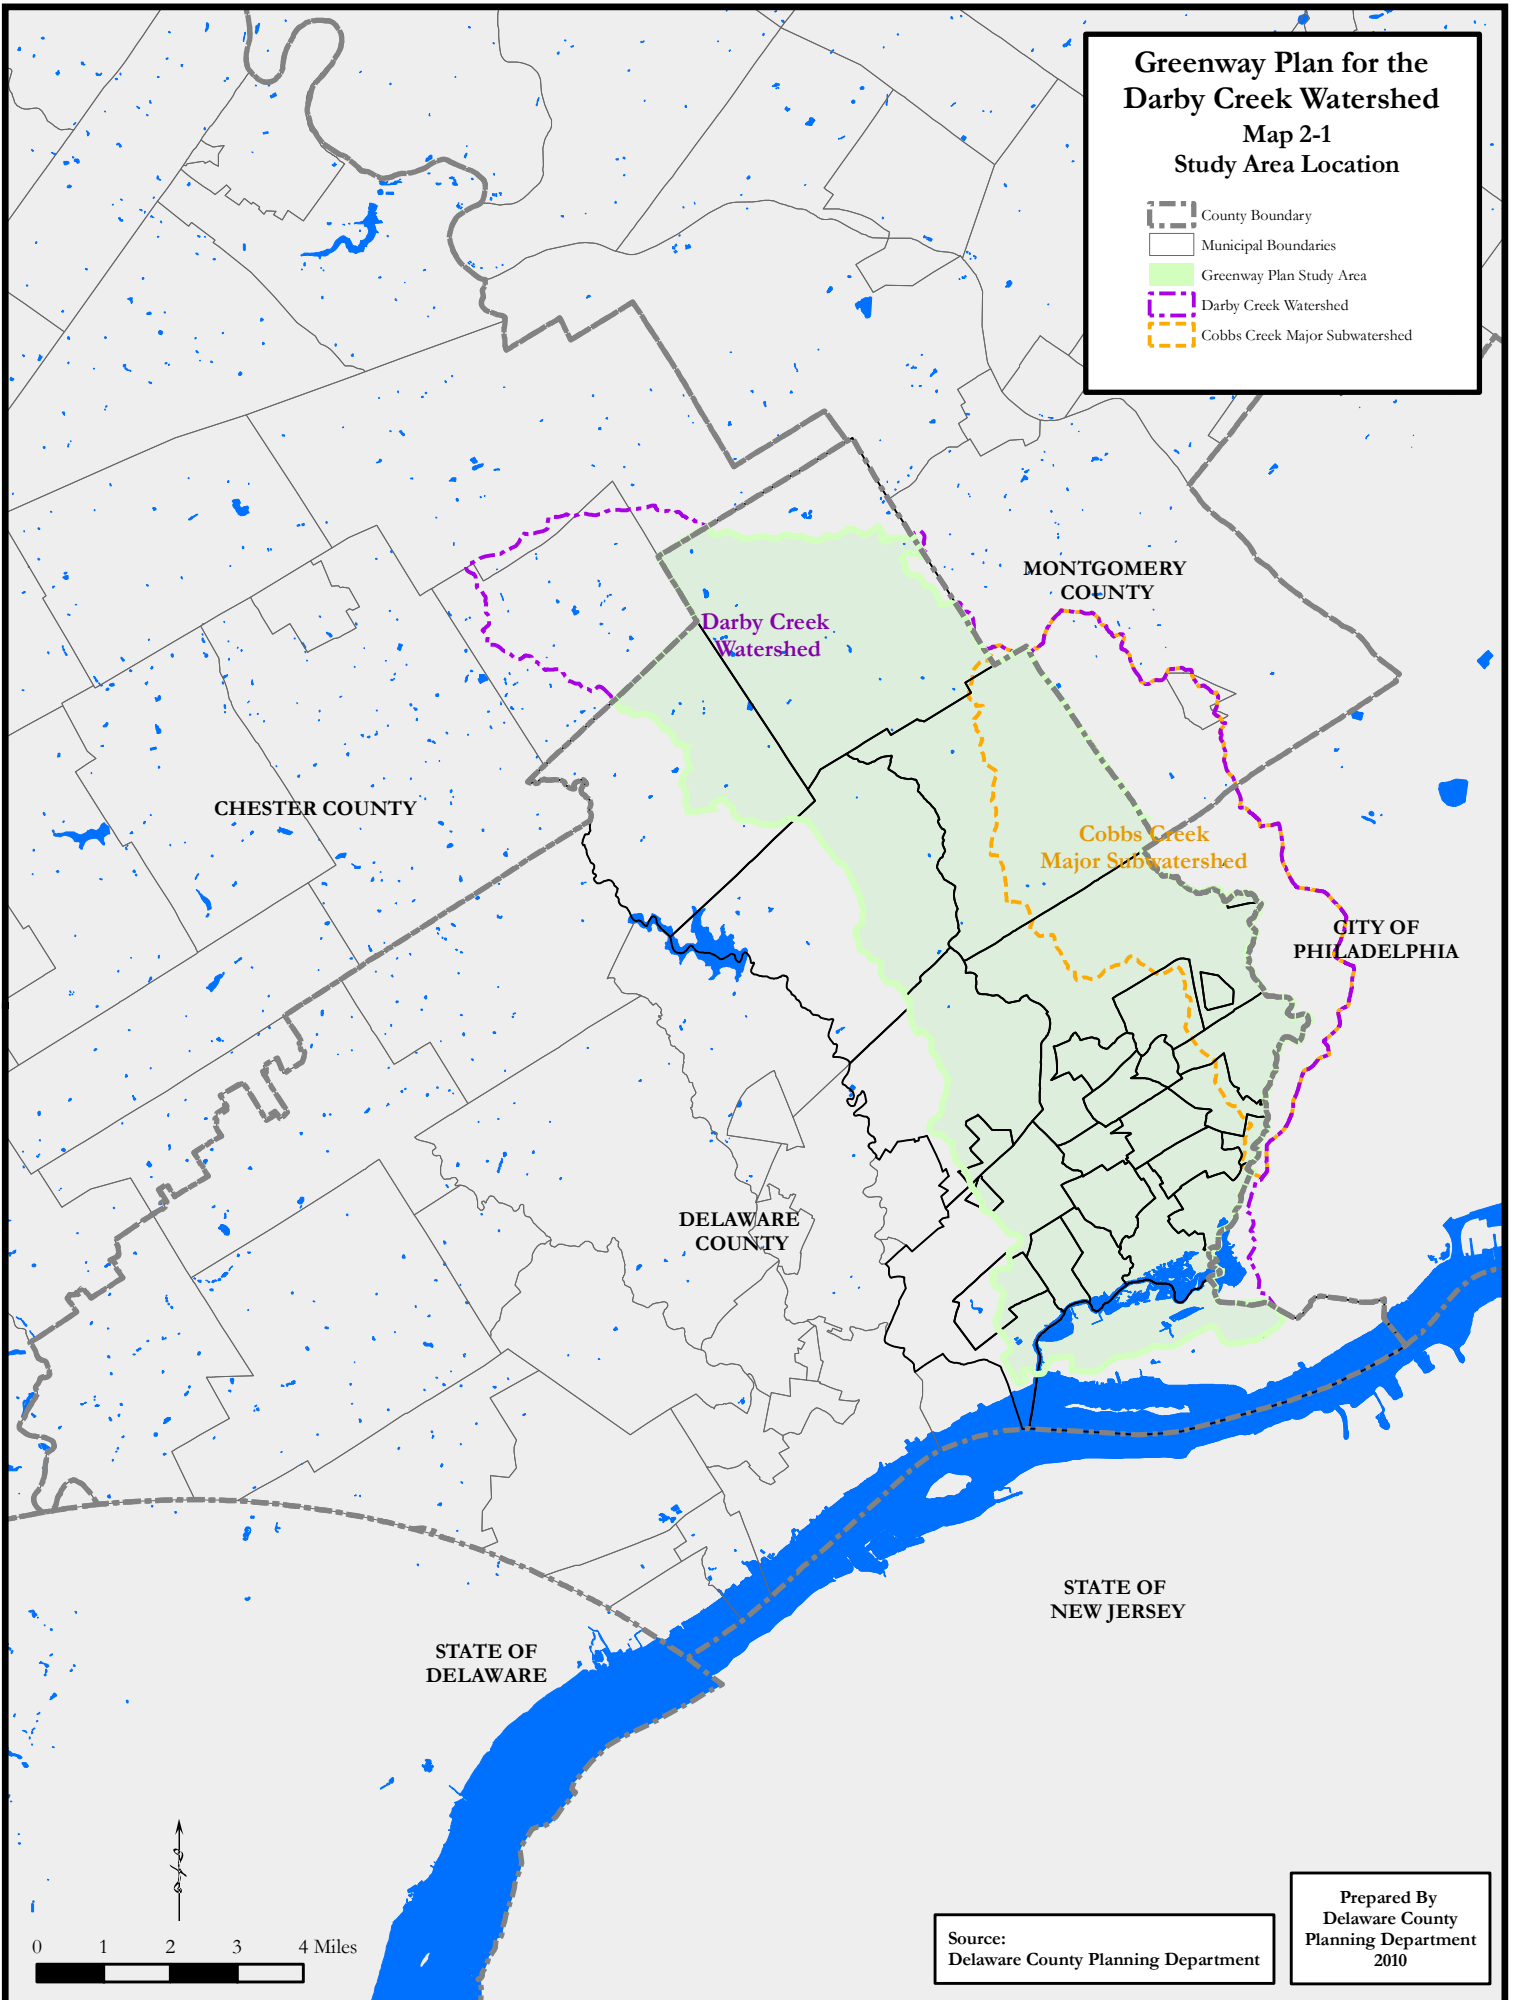 Greenway Plan for the
Darby Creek Watershed
Map 2-1
Study Area Location
County Boundary
Municipal Boundaries
Greenway Plan Study Area
Darby Creek Watershed
Cobbs Creek Major Subwatershed
MONTGOMERY
COUNTY
Darby Creek
Watershed
CHESTER COUNTY
Cobbs Creek
Major Subwatershed
CITY OF
PHILADELPHIA
DELAWARE
COUNTY
STATE OF
NEW JERSEY
STATE OF
DELAWARE
0 1 2 3 4 Miles
Source:
Delaware County Planning Department
Prepared By
Delaware County
Planning Department
2010